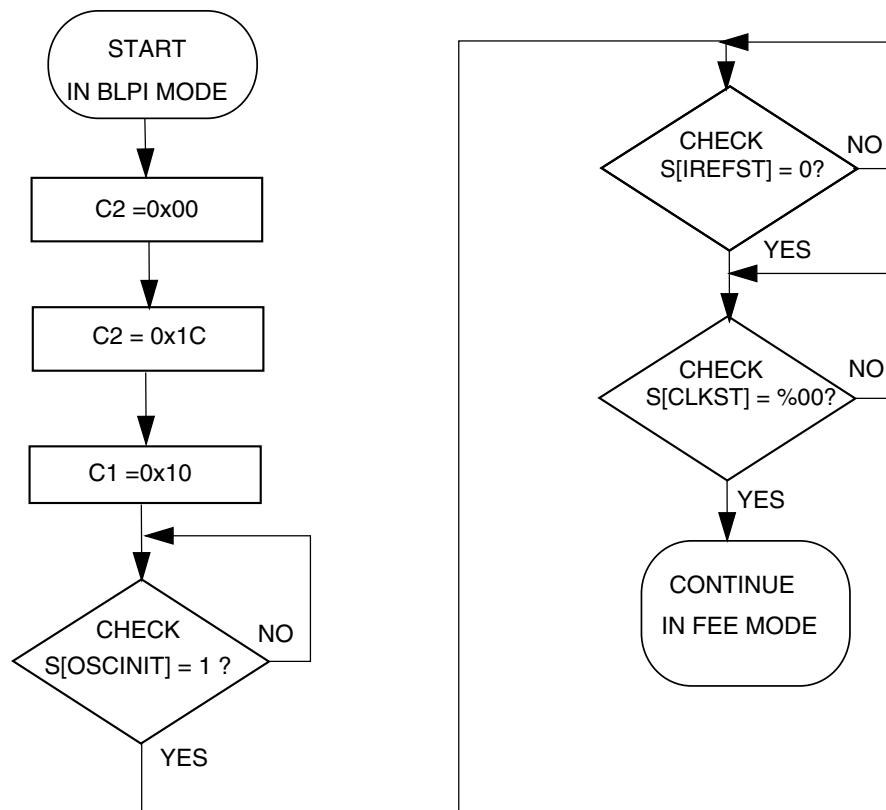 START
IN BLPI MODE
C2 =0x00
C2 = 0x1C
C1 =0x10
CHECK
S[OSCINIT] = 1 ?
NO
YES
CHECK
S[IREFST] = 0?
NO
YES
CHECK
S[CLKST] = %00?
NO
YES
CONTINUE
IN FEE MODE